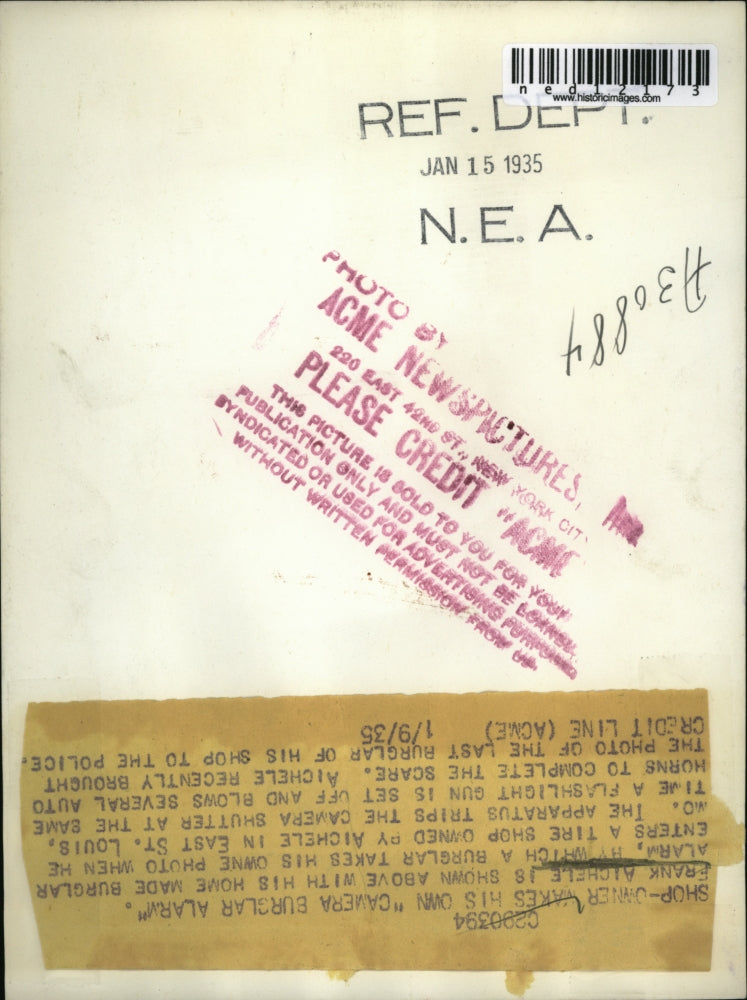 ned12173
www.historicimages.com
REF. DEPT.
JAN 15 1935
N.E.A.
A30884
PHOTO BY
ACME NEWSPICTURES, INC.
220 EAST 42ND ST., NEW YORK CITY
PLEASE CREDIT "ACME
THIS PICTURE IS SOLD TO YOU FOR YOUR
PUBLICATION ONLY AND MUST NOT BE LOANED,
SYNDICATED OR USED FOR ADVERTISING PURPOSES
WITHOUT WRITTEN PERMISSION FROM US.
C290394
SHOP-OWNER MAKES HIS OWN "CAMERA BURGLAR ALARM".
FRANK AICHELE IS SHOWN ABOVE WITH HIS HOME MADE BURGLAR
ALARM, BY WHICH A BURGLAR TAKES HIS OWNE PHOTO WHEN HE
ENTERS A TIRE SHOP OWNED BY AICHELE IN EAST ST. LOUIS,
MO. THE APPARATUS TRIPS THE CAMERA SHUTTER AT THE SAME
TIME A FLASHLIGHT GUN IS SET OFF AND BLOWS SEVERAL AUTO
HORNS TO COMPLETE THE SCARE. AICHELE RECENTLY BROUGHT
THE PHOTO OF THE LAST BURGLAR OF HIS SHOP TO THE POLICE.
CREDIT LINE (ACME) 1/9/35